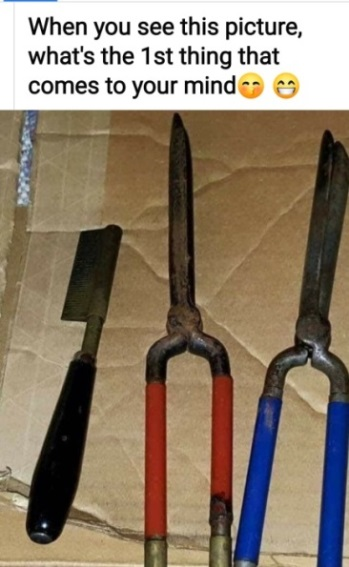 When you see this picture,
what's the 1st thing that
comes to your mind🤭 😁